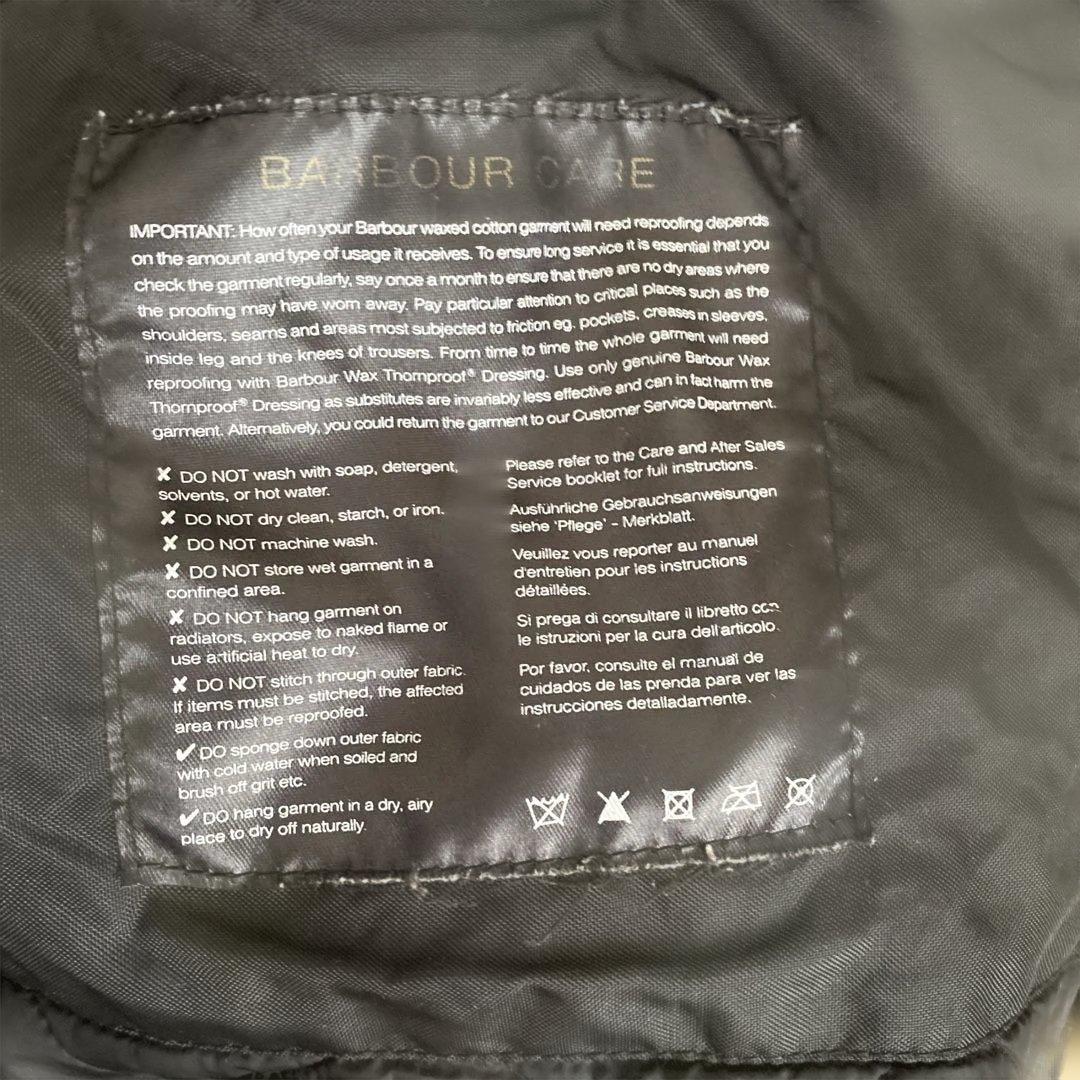 BARBOUR CARE
IMPORTANT: How often your Barbour waxed cotton garment will need reproofing depends
on the amount and type of usage it receives. To ensure long service it is essential that you
check the garment regularly, say once a month to ensure that there are no dry areas where
the proofing may have worn away. Pay particular attention to critical places such as the
shoulders, seams and areas most subjected to friction eg. pockets, creases in sleeves,
inside leg and the knees of trousers. From time to time the whole garment will need
reproofing with Barbour Wax Thornproof® Dressing. Use only genuine Barbour Wax
Thornproof® Dressing as substitutes are invariably less effective and can in fact harm the
garment. Alternatively, you could return the garment to our Customer Service Department.
✘ DO NOT wash with soap, detergent,
solvents, or hot water.
✘ DO NOT dry clean, starch, or iron.
✘ DO NOT machine wash.
✘ DO NOT store wet garment in a
confined area.
✘ DO NOT hang garment on
radiators, expose to naked flame or
use artificial heat to dry.
✘ DO NOT stitch through outer fabric.
If items must be stitched, the affected
area must be reproofed.
✔ DO sponge down outer fabric
with cold water when soiled and
brush off grit etc.
✔ DO hang garment in a dry, airy
place to dry off naturally.
Please refer to the Care and After Sales
Service booklet for full instructions.
Ausführliche Gebrauchsanweisungen
siehe 'Pflege' - Merkblatt.
Veuillez vous reporter au manuel
d'entretien pour les instructions
détaillées.
Si prega di consultare il libretto con
le istruzioni per la cura dell'articolo.
Por favor, consulte el manual de
cuidados de las prenda para ver las
instrucciones detalladamente.